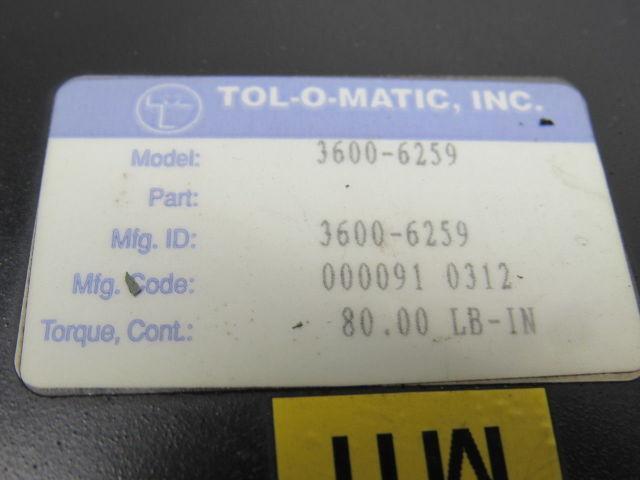 TOL-O-MATIC, INC.
Model: 3600-6259
Part:
Mfg. ID: 3600-6259
Mfg. Code: 000091 0312
Torque, Cont.: 80.00 LB-IN